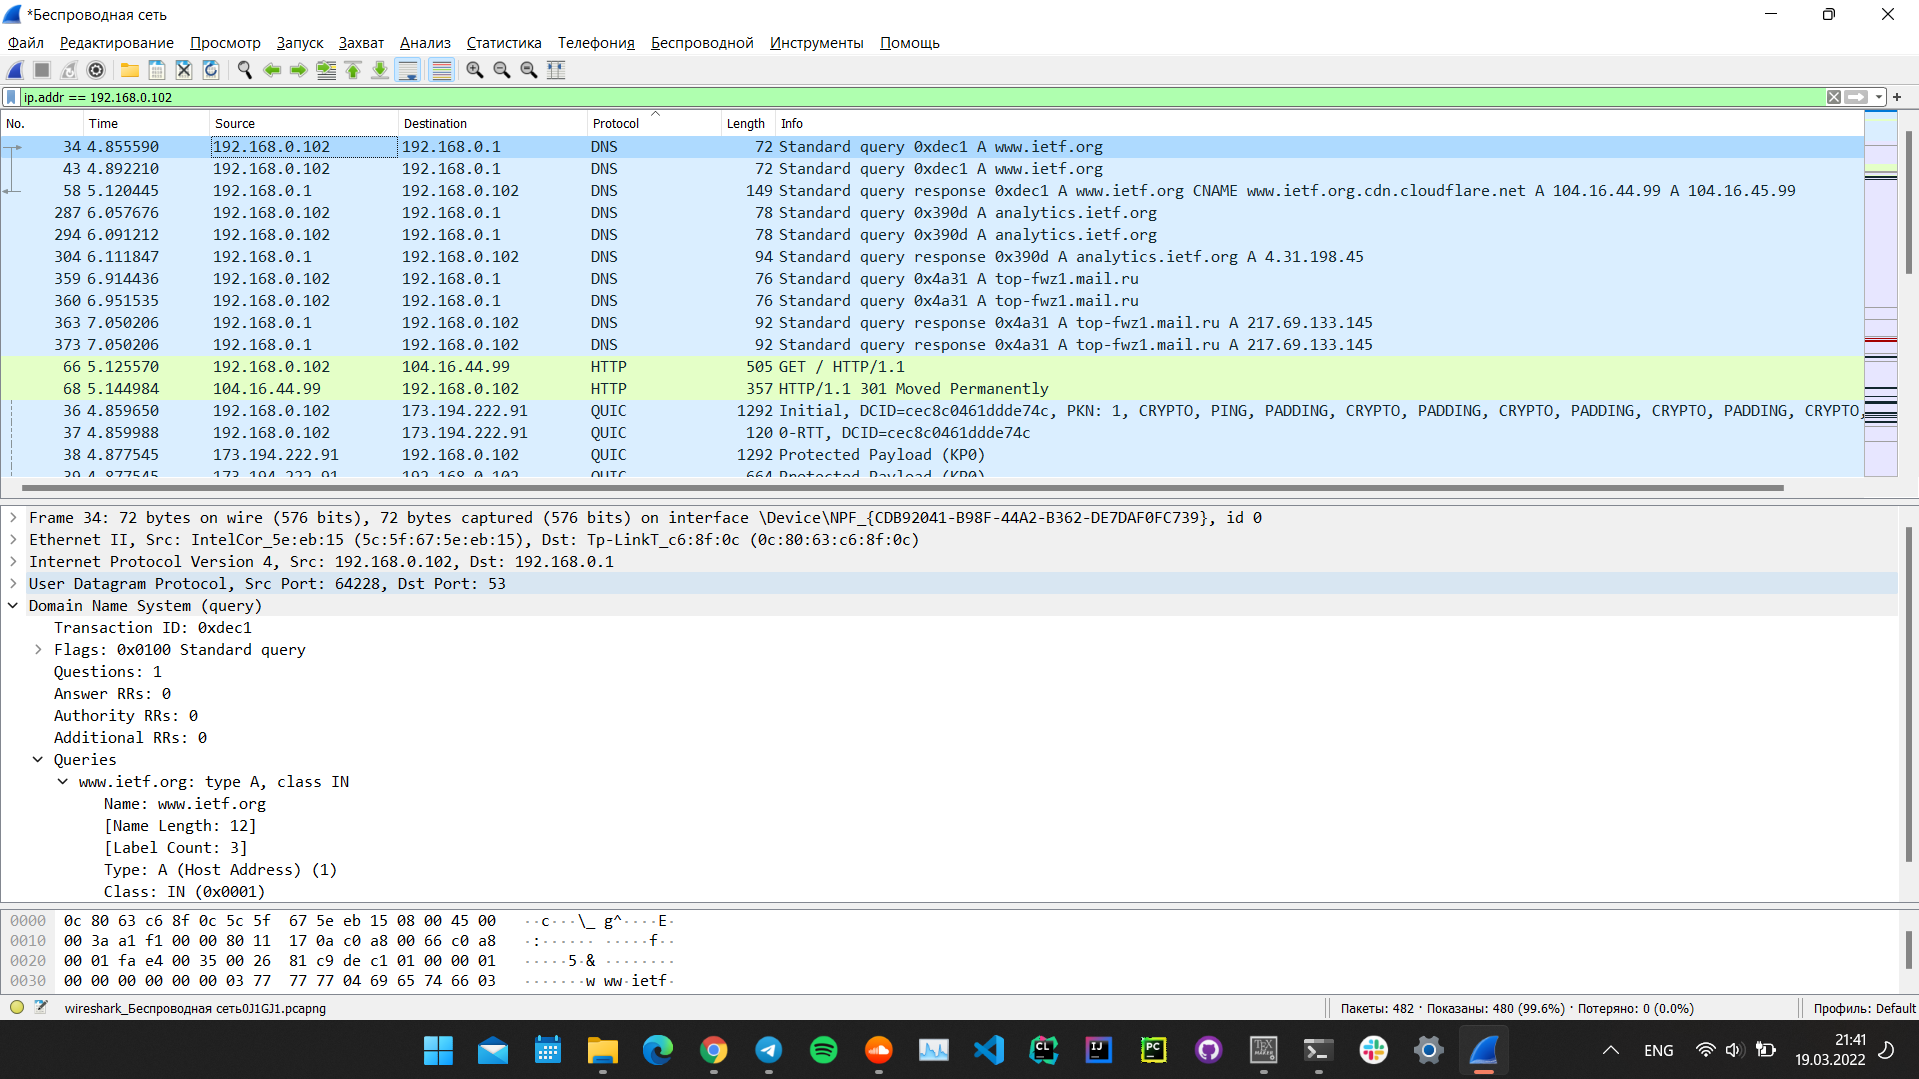 *Беспроводная сеть
Файл Редактирование Просмотр Запуск Захват Анализ Статистика Телефония Беспроводной Инструменты Помощь
ip.addr == 192.168.0.102
No. Time Source Destination Protocol Length Info
34 4.855590 192.168.0.102 192.168.0.1 DNS 72 Standard query 0xdec1 A www.ietf.org
43 4.892210 192.168.0.102 192.168.0.1 DNS 72 Standard query 0xdec1 A www.ietf.org
58 5.120445 192.168.0.1 192.168.0.102 DNS 149 Standard query response 0xdec1 A www.ietf.org CNAME www.ietf.org.cdn.cloudflare.net A 104.16.44.99 A 104.16.45.99
287 6.057676 192.168.0.102 192.168.0.1 DNS 78 Standard query 0x390d A analytics.ietf.org
294 6.091212 192.168.0.102 192.168.0.1 DNS 78 Standard query 0x390d A analytics.ietf.org
304 6.111847 192.168.0.1 192.168.0.102 DNS 94 Standard query response 0x390d A analytics.ietf.org A 4.31.198.45
359 6.914436 192.168.0.102 192.168.0.1 DNS 76 Standard query 0x4a31 A top-fwz1.mail.ru
360 6.951535 192.168.0.102 192.168.0.1 DNS 76 Standard query 0x4a31 A top-fwz1.mail.ru
363 7.050206 192.168.0.1 192.168.0.102 DNS 92 Standard query response 0x4a31 A top-fwz1.mail.ru A 217.69.133.145
373 7.050206 192.168.0.1 192.168.0.102 DNS 92 Standard query response 0x4a31 A top-fwz1.mail.ru A 217.69.133.145
66 5.125570 192.168.0.102 104.16.44.99 HTTP 505 GET / HTTP/1.1
68 5.144984 104.16.44.99 192.168.0.102 HTTP 357 HTTP/1.1 301 Moved Permanently
36 4.859650 192.168.0.102 173.194.222.91 QUIC 1292 Initial, DCID=cec8c0461ddde74c, PKN: 1, CRYPTO, PING, PADDING, CRYPTO, PADDING, CRYPTO, PADDING, CRYPTO, PADDING, CRYPTO,
37 4.859988 192.168.0.102 173.194.222.91 QUIC 120 0-RTT, DCID=cec8c0461ddde74c
38 4.877545 173.194.222.91 192.168.0.102 QUIC 1292 Protected Payload (KP0)
39 4.877545 173.194.222.91 192.168.0.102 QUIC 664 Protected Payload (KP0)
Frame 34: 72 bytes on wire (576 bits), 72 bytes captured (576 bits) on interface \Device\NPF_{CDB92041-B98F-44A2-B362-DE7DAF0FC739}, id 0
Ethernet II, Src: IntelCor_5e:eb:15 (5c:5f:67:5e:eb:15), Dst: Tp-LinkT_c6:8f:0c (0c:80:63:c6:8f:0c)
Internet Protocol Version 4, Src: 192.168.0.102, Dst: 192.168.0.1
User Datagram Protocol, Src Port: 64228, Dst Port: 53
Domain Name System (query)
Transaction ID: 0xdec1
Flags: 0x0100 Standard query
Questions: 1
Answer RRs: 0
Authority RRs: 0
Additional RRs: 0
Queries
www.ietf.org: type A, class IN
Name: www.ietf.org
[Name Length: 12]
[Label Count: 3]
Type: A (Host Address) (1)
Class: IN (0x0001)
0000 0c 80 63 c6 8f 0c 5c 5f 67 5e eb 15 08 00 45 00 ··c···\_ g^····E·
0010 00 3a a1 f1 00 00 80 11 17 0a c0 a8 00 66 c0 a8 ·:······ ·····f··
0020 00 01 fa e4 00 35 00 26 81 c9 de c1 01 00 00 01 ·····5·& ········
0030 00 00 00 00 00 00 03 77 77 77 04 69 65 74 66 03 ·······w ww·ietf·
wireshark_Беспроводная сеть0J1GJ1.pcapng Пакеты: 482 · Показаны: 480 (99.6%) · Потеряно: 0 (0.0%) Профиль: Default
CL IJ PC TEX MAKER ENG 21:41
19.03.2022